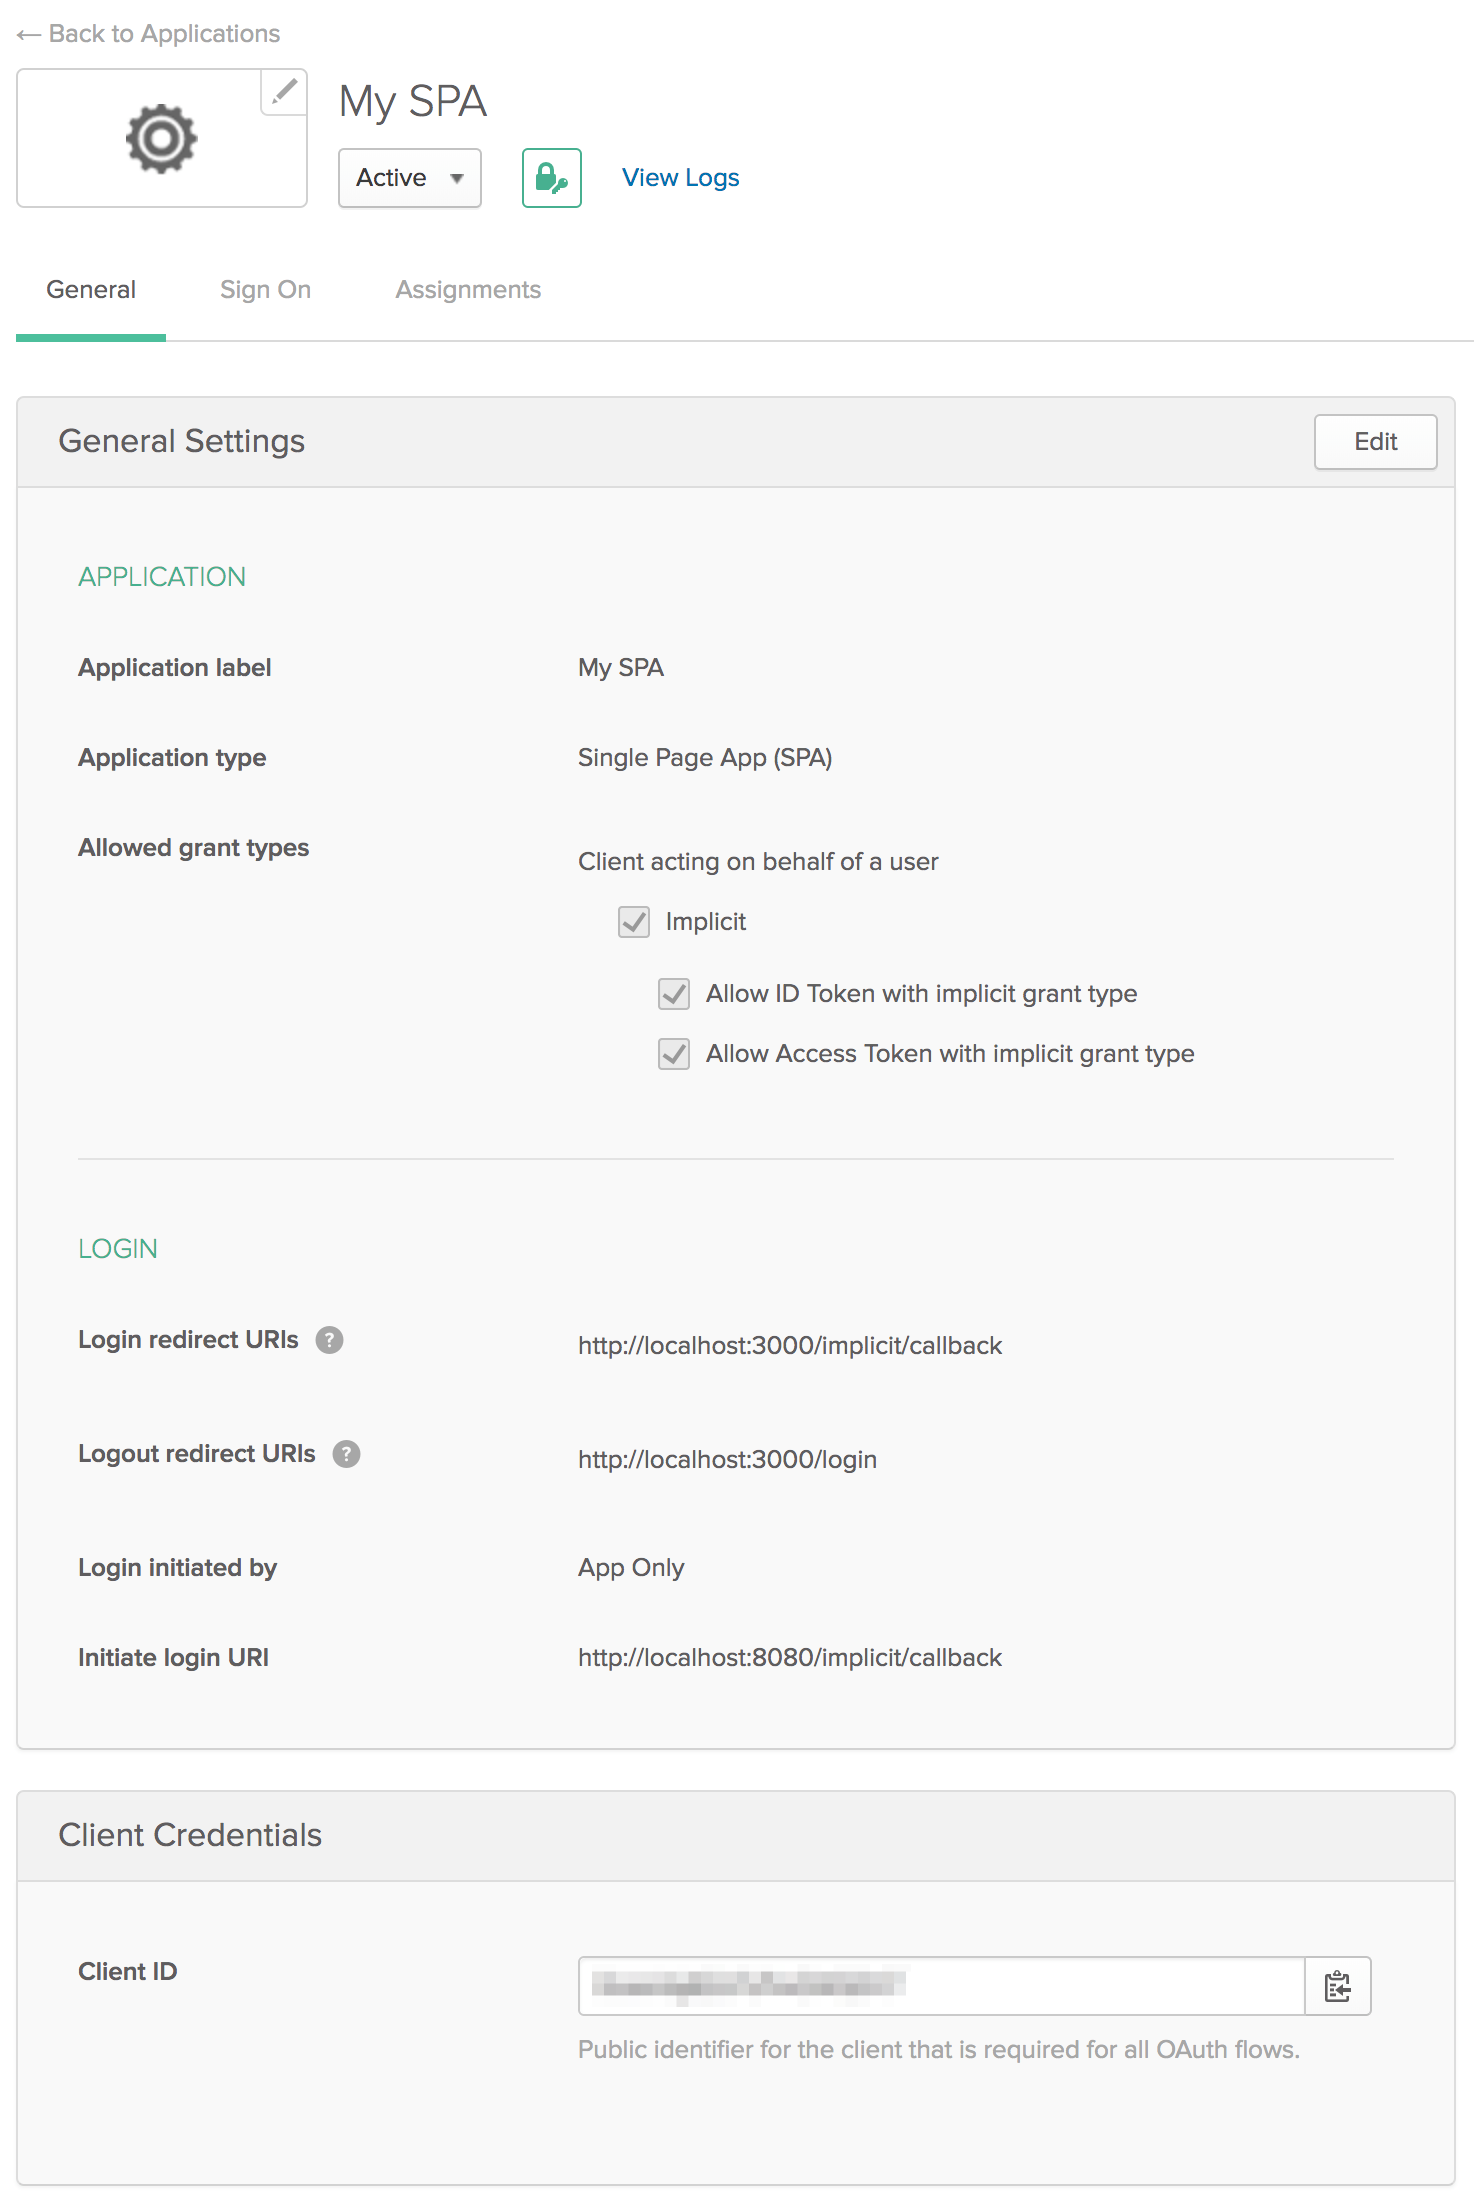 ← Back to Applications
My SPA
Active
View Logs
General
Sign On
Assignments
General Settings
Edit
APPLICATION
Application label
My SPA
Application type
Single Page App (SPA)
Allowed grant types
Client acting on behalf of a user
Implicit
Allow ID Token with implicit grant type
Allow Access Token with implicit grant type
LOGIN
Login redirect URIs ?
http://localhost:3000/implicit/callback
Logout redirect URIs ?
http://localhost:3000/login
Login initiated by
App Only
Initiate login URI
http://localhost:8080/implicit/callback
Client Credentials
Client ID
Public identifier for the client that is required for all OAuth flows.